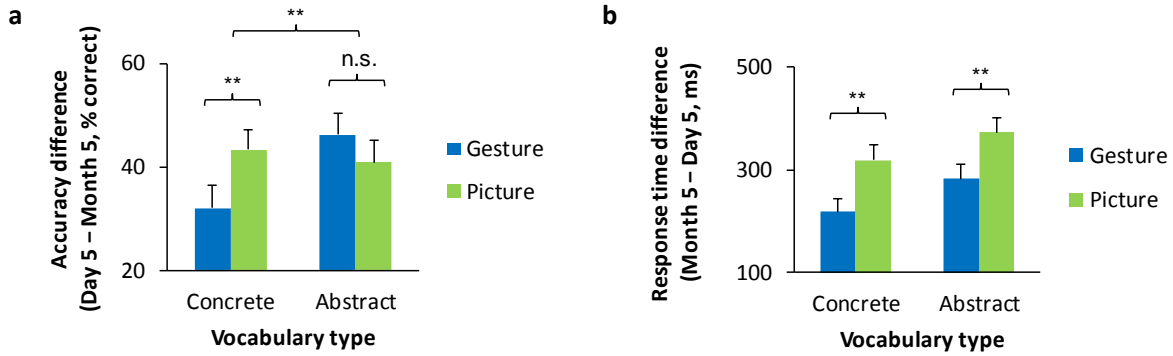 a
**
**
n.s.
60
40
20
Accuracy difference
(Day 5 – Month 5, % correct)
Concrete
Abstract
Vocabulary type
Gesture
Picture
b
**
**
500
300
100
Response time difference
(Month 5 – Day 5, ms)
Concrete
Abstract
Vocabulary type
Gesture
Picture